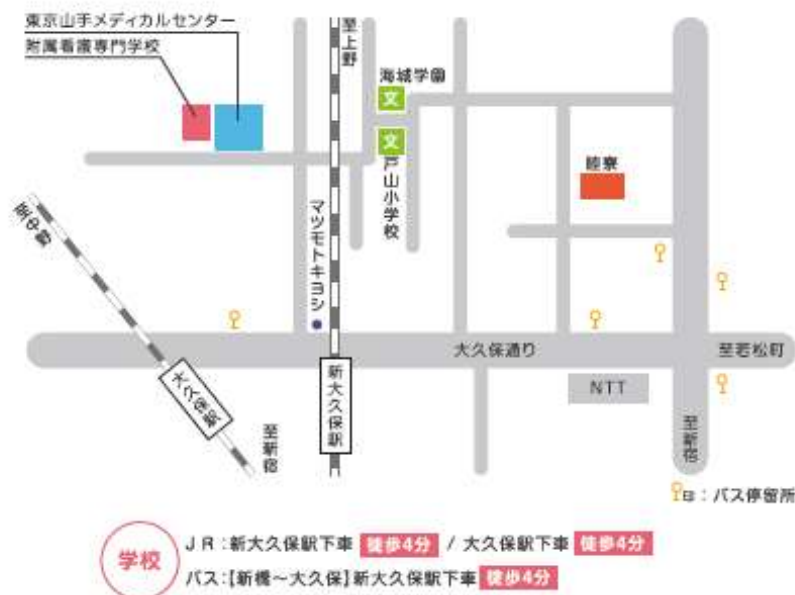 東京山手メディカルセンター
附属看護専門学校
至上野
海城学園
文
文
戸山小学校
睦寮
至中野
マツモトキヨシ
大久保通り
至若松町
大久保駅
新大久保駅
NTT
至新宿
至新宿
印：バス停留所
学校
JR：新大久保駅下車 徒歩4分 / 大久保駅下車 徒歩4分
バス：[新橋～大久保]新大久保駅下車 徒歩4分